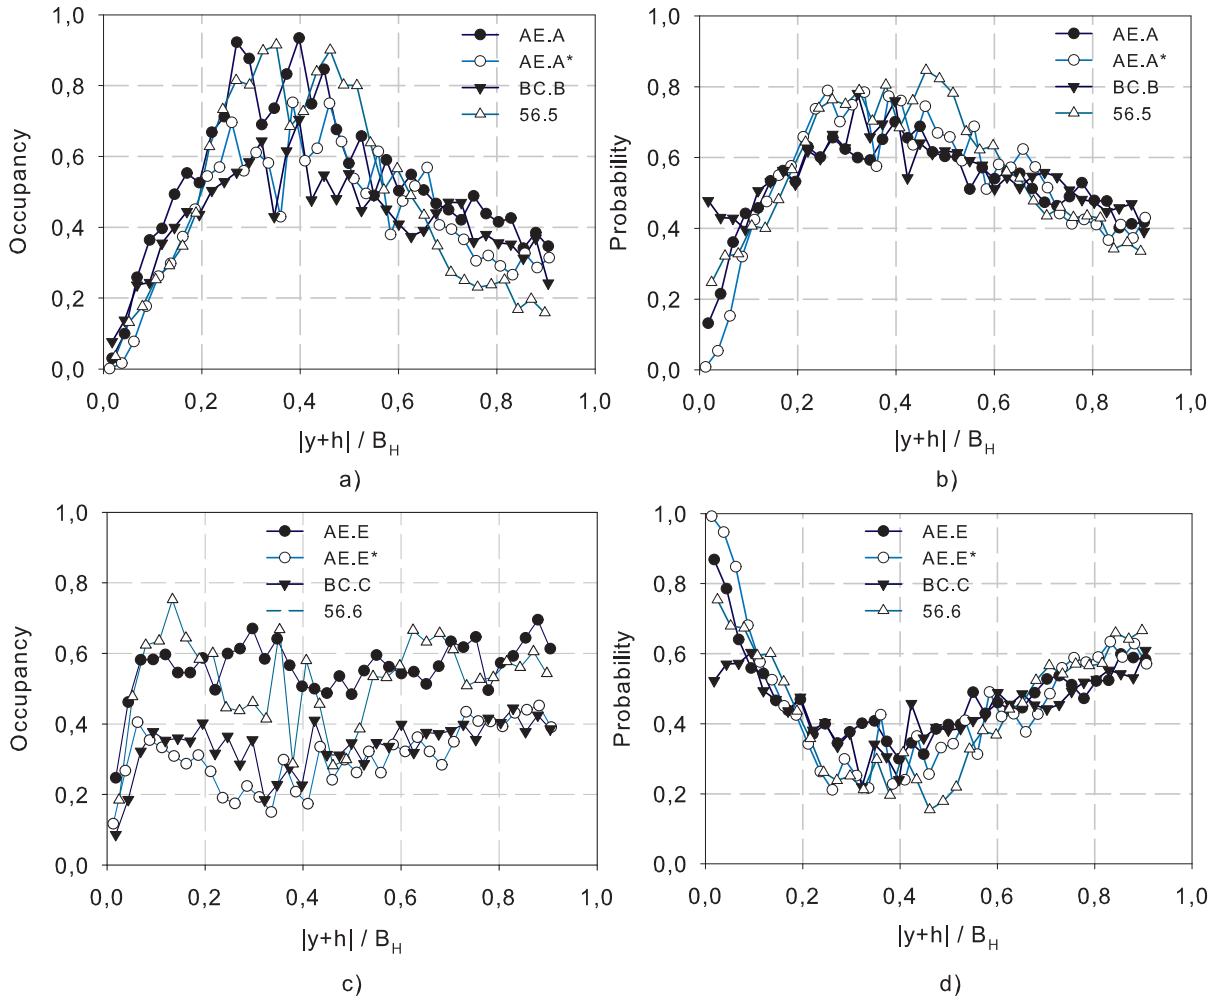 1,0
0,8
0,6
0,4
0,2
0,0
Occupancy
AE.A
AE.A*
BC.B
56.5
0,0 0,2 0,4 0,6 0,8 1,0
|y+h| / B_H
a)
1,0
0,8
0,6
0,4
0,2
0,0
Probability
AE.A
AE.A*
BC.B
56.5
0,0 0,2 0,4 0,6 0,8 1,0
|y+h| / B_H
b)
1,0
0,8
0,6
0,4
0,2
0,0
Occupancy
AE.E
AE.E*
BC.C
56.6
0,0 0,2 0,4 0,6 0,8 1,0
|y+h| / B_H
c)
1,0
0,8
0,6
0,4
0,2
0,0
Probability
AE.E
AE.E*
BC.C
56.6
0,0 0,2 0,4 0,6 0,8 1,0
|y+h| / B_H
d)